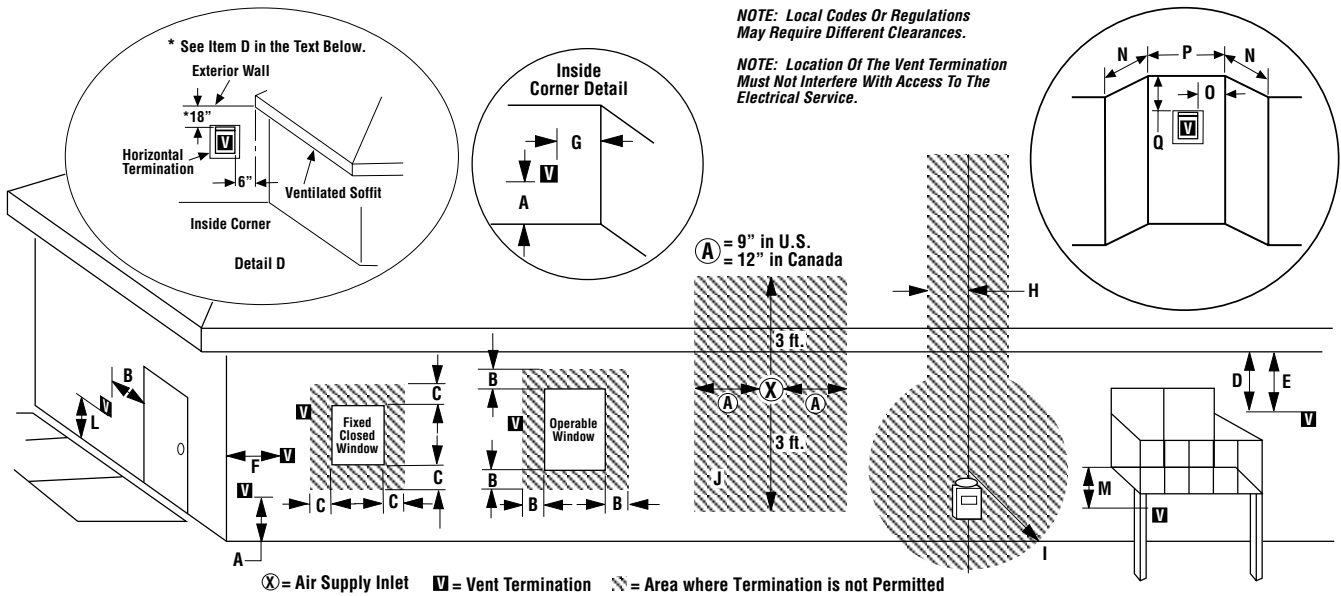 * See Item D in the Text Below.
Exterior Wall
*18"
V
Horizontal
Termination
6"
Ventilated Soffit
Inside Corner
Detail D
Inside
Corner Detail
G
V
A
NOTE: Local Codes Or Regulations
May Require Different Clearances.
NOTE: Location Of The Vent Termination
Must Not Interfere With Access To The
Electrical Service.
N P N
O
Q
V
A = 9" in U.S.
= 12" in Canada
H
3 ft.
X
A A
3 ft.
J
B
V
L
F V
V
A
C
V
Fixed
Closed
Window
C
C C
B
V
Operable
Window
B
B B
I
D E
V
M
V
X = Air Supply Inlet V = Vent Termination = Area where Termination is not Permitted